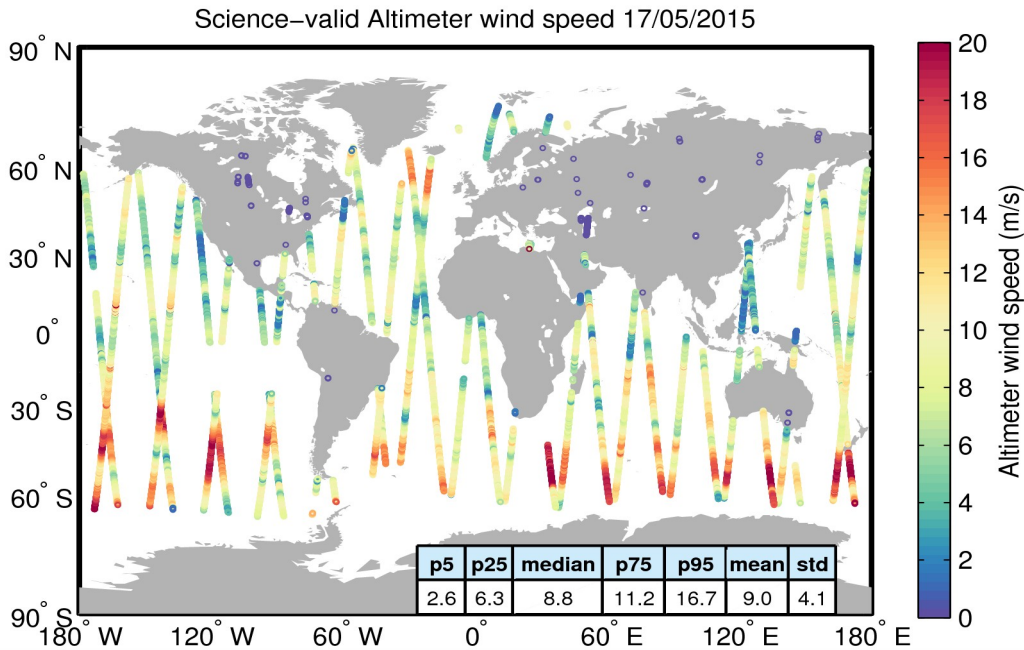 Science−valid Altimeter wind speed 17/05/2015
90° N
60° N
30° N
0°
30° S
60° S
90° S
180° W
120° W
60° W
0°
60° E
120° E
180° E
p5 p25 median p75 p95 mean std
2.6 6.3 8.8 11.2 16.7 9.0 4.1
20
18
16
14
12
10
8
6
4
2
0
Altimeter wind speed (m/s)